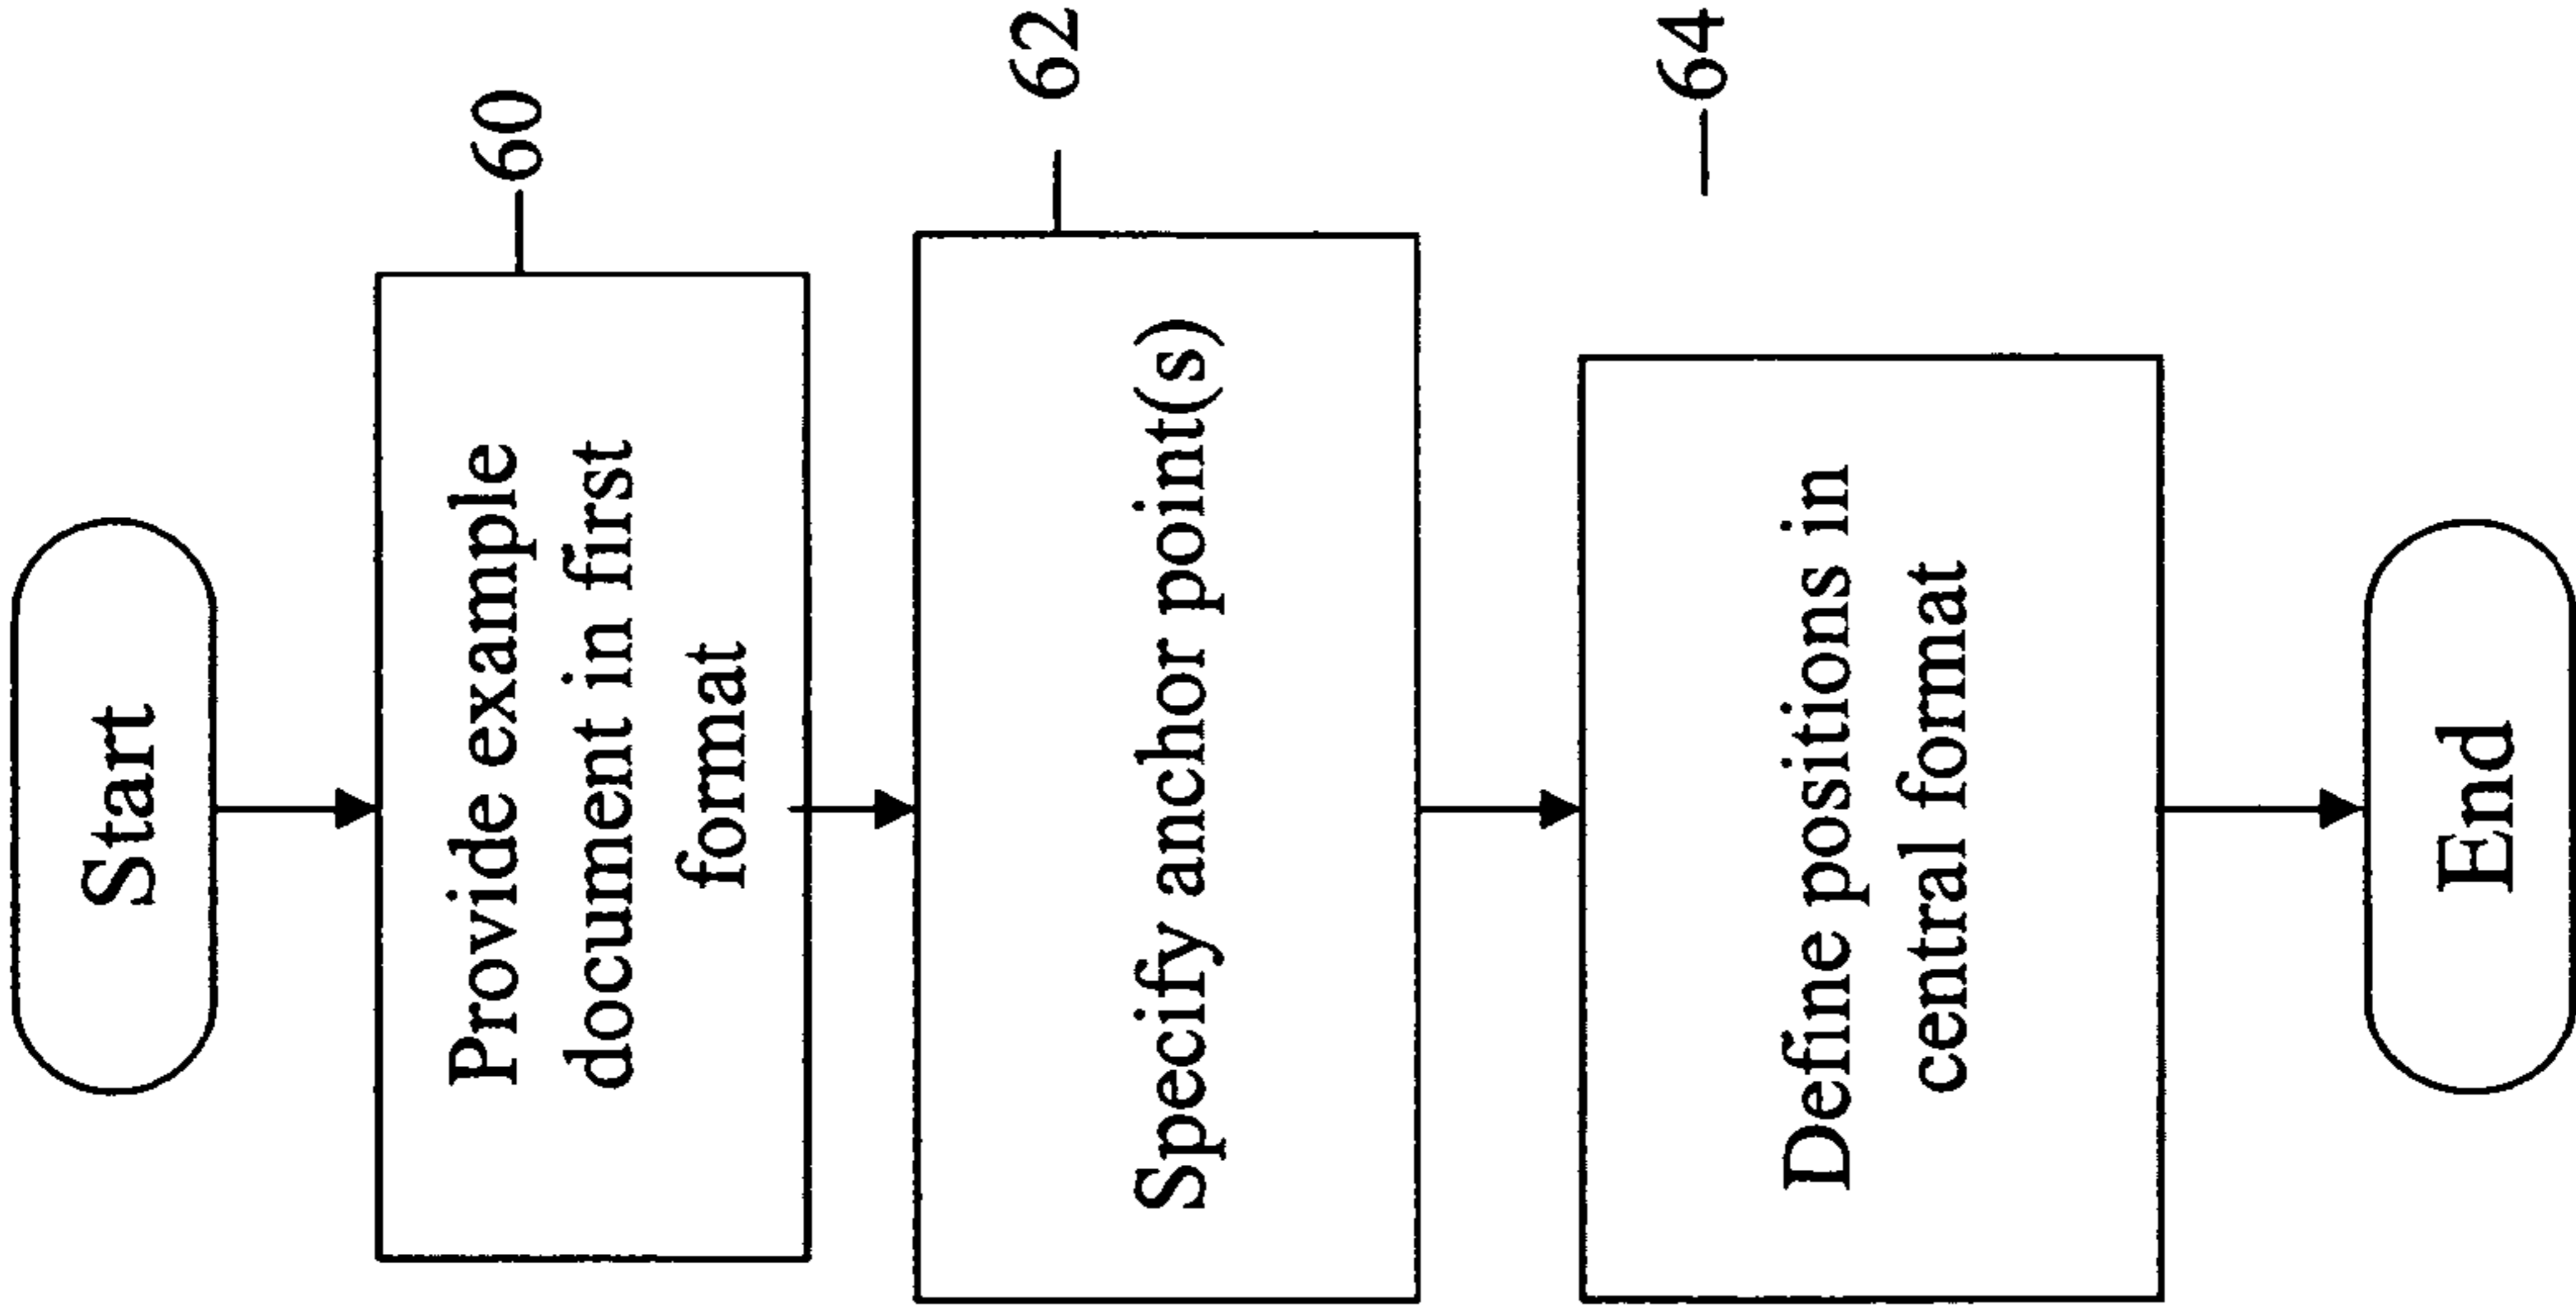 Start
Provide example
document in first
format
60
Specify anchor point(s)
62
Define positions in
central format
64
End